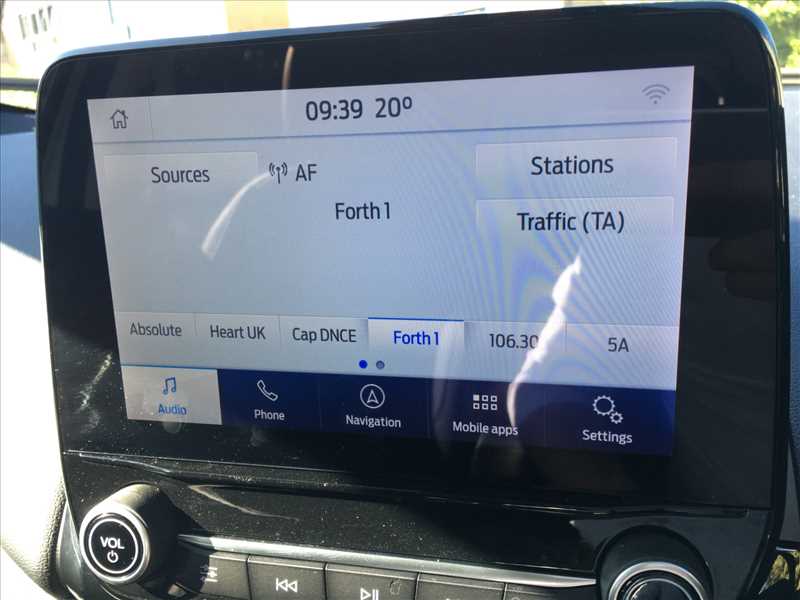 09:39 20°
Sources
AF
Stations
Forth 1
Traffic (TA)
Absolute
Heart UK
Cap DNCE
Forth 1
106.30
5A
Audio
Phone
Navigation
Mobile apps
Settings
VOL